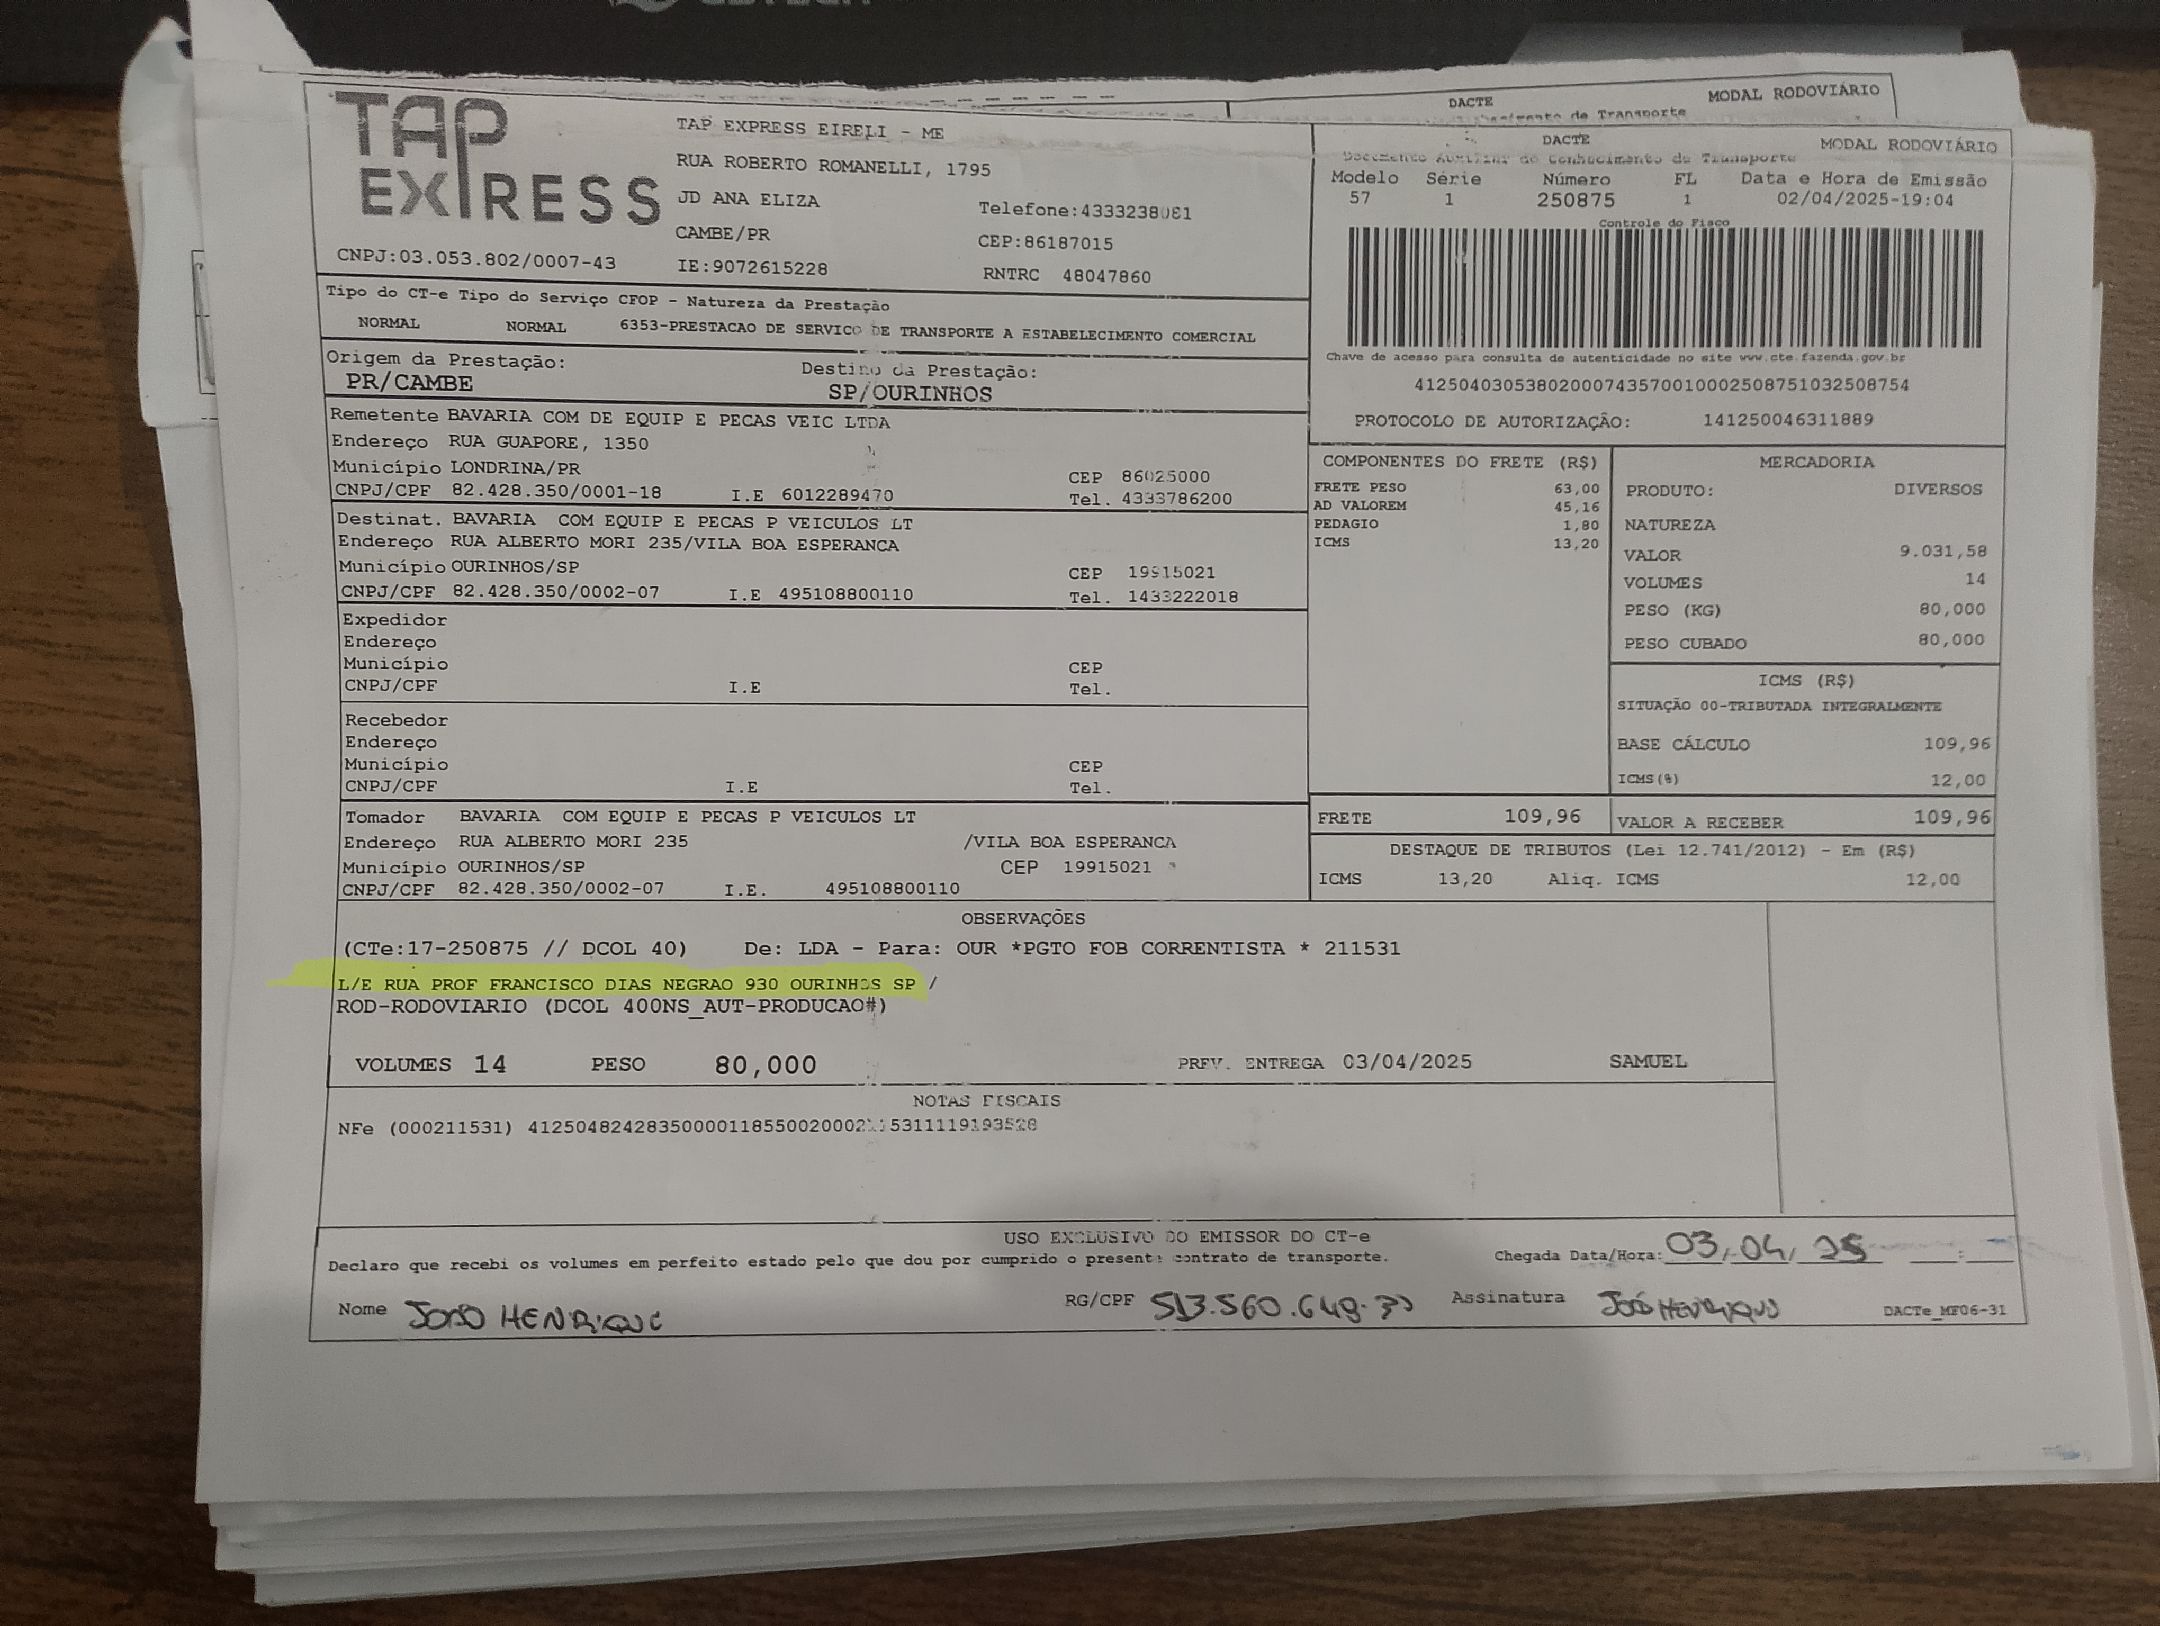 DACTE MODAL RODOVIÁRIO
de Transporte
TAP EXPRESS
TAP EXPRESS EIRELI - ME
RUA ROBERTO ROMANELLI, 1795
JD ANA ELIZA Telefone:4333238081
CAMBE/PR CEP:86187015
CNPJ:03.053.802/0007-43 IE:9072615228 RNTRC 48047860
DACTE MODAL RODOVIÁRIO
Documento Auxiliar do Conhecimento de Transporte
Modelo Série Número FL Data e Hora de Emissão
57 1 250875 1 02/04/2025-19:04
Controle do Fisco
Chave de acesso para consulta de autenticidade no site www.cte.fazenda.gov.br
41250403053802000743570010002508751032508754
PROTOCOLO DE AUTORIZAÇÃO: 141250046311889
Tipo do CT-e Tipo do Serviço CFOP - Natureza da Prestação
NORMAL NORMAL 6353-PRESTACAO DE SERVICO DE TRANSPORTE A ESTABELECIMENTO COMERCIAL
Origem da Prestação: Destino da Prestação:
PR/CAMBE SP/OURINHOS
Remetente BAVARIA COM DE EQUIP E PECAS VEIC LTDA
Endereço RUA GUAPORE, 1350
Município LONDRINA/PR CEP 86025000
CNPJ/CPF 82.428.350/0001-18 I.E 6012289470 Tel. 4333786200
Destinat. BAVARIA COM EQUIP E PECAS P VEICULOS LT
Endereço RUA ALBERTO MORI 235/VILA BOA ESPERANCA
Município OURINHOS/SP CEP 19915021
CNPJ/CPF 82.428.350/0002-07 I.E 495108800110 Tel. 1433222018
Expedidor
Endereço
Município CEP
CNPJ/CPF I.E Tel.
Recebedor
Endereço
Município CEP
CNPJ/CPF I.E Tel.
Tomador BAVARIA COM EQUIP E PECAS P VEICULOS LT
Endereço RUA ALBERTO MORI 235 /VILA BOA ESPERANCA
Município OURINHOS/SP CEP 19915021
CNPJ/CPF 82.428.350/0002-07 I.E. 495108800110
COMPONENTES DO FRETE (R$)
FRETE PESO 63,00
AD VALOREM 45,16
PEDAGIO 1,80
ICMS 13,20
MERCADORIA
PRODUTO: DIVERSOS
NATUREZA
VALOR 9.031,58
VOLUMES 14
PESO (KG) 80,000
PESO CUBADO 80,000
ICMS (R$)
SITUAÇÃO 00-TRIBUTADA INTEGRALMENTE
BASE CÁLCULO 109,96
ICMS(%) 12,00
FRETE 109,96 VALOR A RECEBER 109,96
DESTAQUE DE TRIBUTOS (Lei 12.741/2012) - Em (R$)
ICMS 13,20 Aliq. ICMS 12,00
OBSERVAÇÕES
(CTe:17-250875 // DCOL 40) De: LDA - Para: OUR *PGTO FOB CORRENTISTA * 211531
L/E RUA PROF FRANCISCO DIAS NEGRAO 930 OURINHOS SP /
ROD-RODOVIARIO (DCOL 400NS_AUT-PRODUCAO#)
VOLUMES 14 PESO 80,000 PREV. ENTREGA 03/04/2025 SAMUEL
NOTAS FISCAIS
NFe (000211531)
USO EXCLUSIVO DO EMISSOR DO CT-e
Declaro que recebi os volumes em perfeito estado pelo que dou por cumprido o presente contrato de transporte. Chegada Data/Hora: 03/04/25
Nome JOÃO HENRIQUE RG/CPF Assinatura JOÃO HENRIQUE DACTe_MF06-31